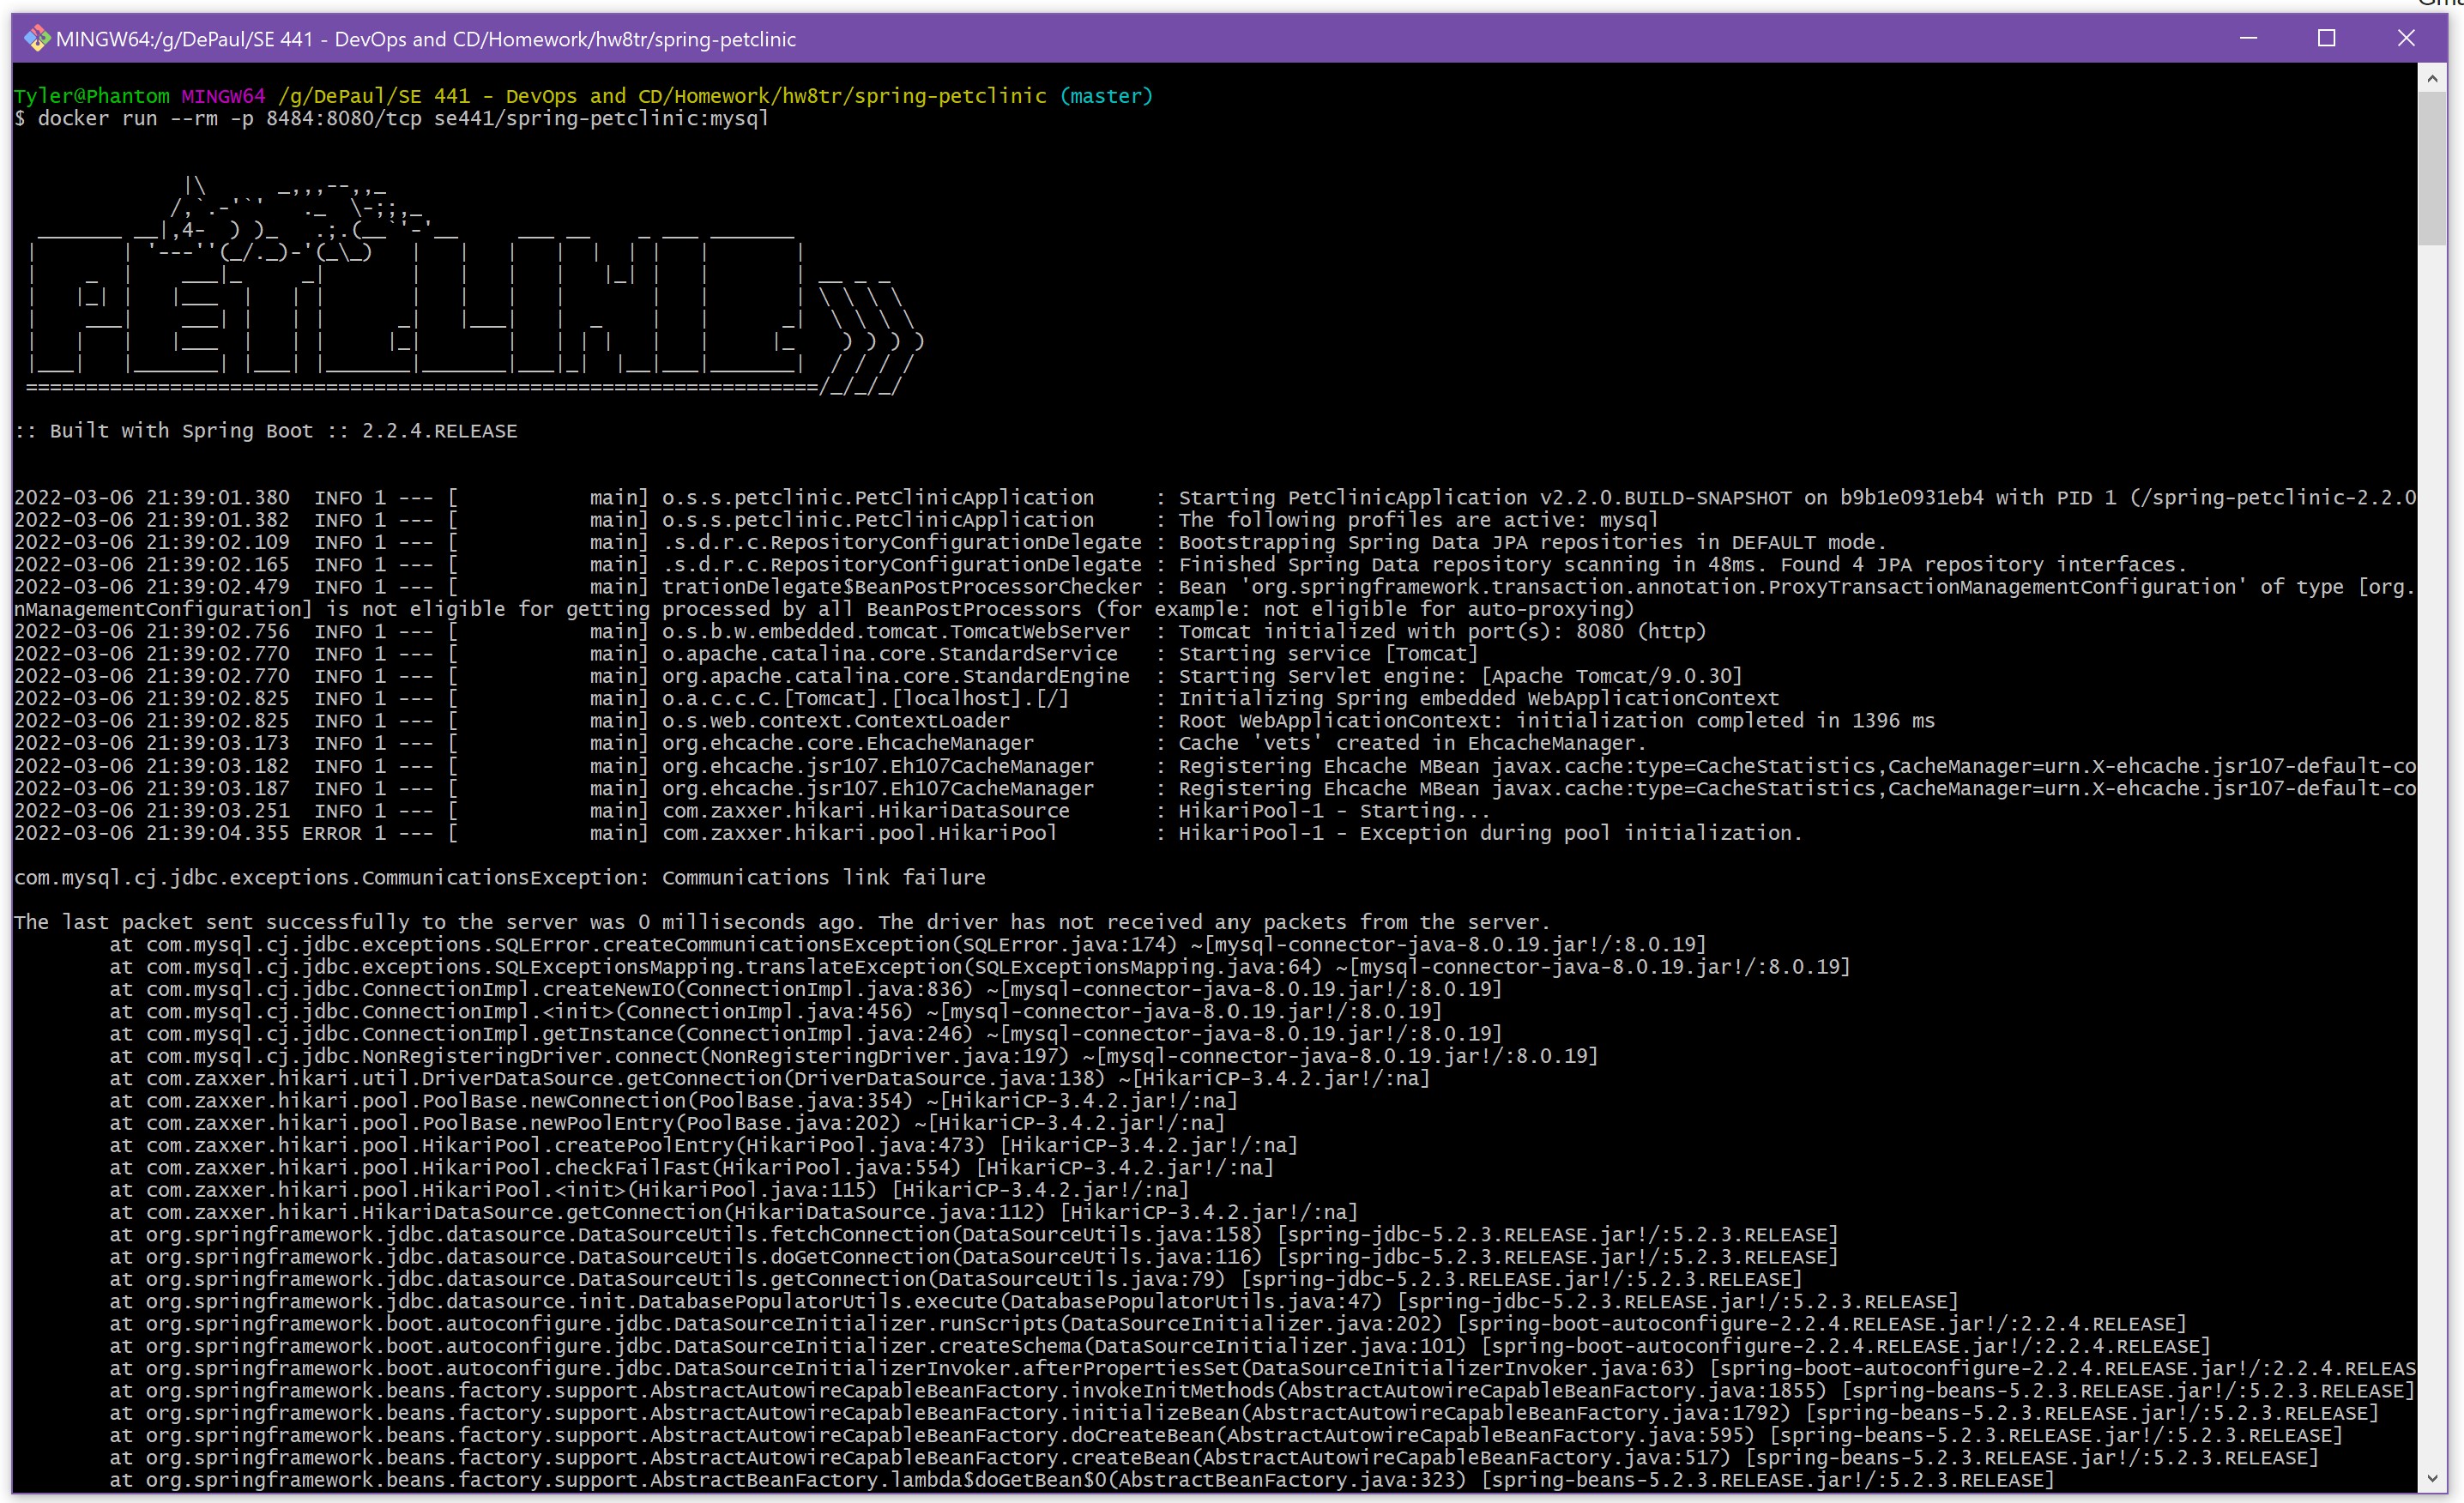 MINGW64:/g/DePaul/SE 441 - DevOps and CD/Homework/hw8tr/spring-petclinic
Tyler@Phantom MINGW64 /g/DePaul/SE 441 - DevOps and CD/Homework/hw8tr/spring-petclinic (master)
$ docker run --rm -p 8484:8080/tcp se441/spring-petclinic:mysql
PETCLINIC
:: Built with Spring Boot :: 2.2.4.RELEASE
2022-03-06 21:39:01.380  INFO 1 --- [           main] o.s.s.petclinic.PetClinicApplication     : Starting PetClinicApplication v2.2.0.BUILD-SNAPSHOT on b9b1e0931eb4 with PID 1 (/spring-petclinic-2.2.0
2022-03-06 21:39:01.382  INFO 1 --- [           main] o.s.s.petclinic.PetClinicApplication     : The following profiles are active: mysql
2022-03-06 21:39:02.109  INFO 1 --- [           main] .s.d.r.c.RepositoryConfigurationDelegate : Bootstrapping Spring Data JPA repositories in DEFAULT mode.
2022-03-06 21:39:02.165  INFO 1 --- [           main] .s.d.r.c.RepositoryConfigurationDelegate : Finished Spring Data repository scanning in 48ms. Found 4 JPA repository interfaces.
2022-03-06 21:39:02.479  INFO 1 --- [           main] trationDelegate$BeanPostProcessorChecker : Bean 'org.springframework.transaction.annotation.ProxyTransactionManagementConfiguration' of type [org.
nManagementConfiguration] is not eligible for getting processed by all BeanPostProcessors (for example: not eligible for auto-proxying)
2022-03-06 21:39:02.756  INFO 1 --- [           main] o.s.b.w.embedded.tomcat.TomcatWebServer  : Tomcat initialized with port(s): 8080 (http)
2022-03-06 21:39:02.770  INFO 1 --- [           main] o.apache.catalina.core.StandardService   : Starting service [Tomcat]
2022-03-06 21:39:02.770  INFO 1 --- [           main] org.apache.catalina.core.StandardEngine  : Starting Servlet engine: [Apache Tomcat/9.0.30]
2022-03-06 21:39:02.825  INFO 1 --- [           main] o.a.c.c.C.[Tomcat].[localhost].[/]       : Initializing Spring embedded WebApplicationContext
2022-03-06 21:39:02.825  INFO 1 --- [           main] o.s.web.context.ContextLoader            : Root WebApplicationContext: initialization completed in 1396 ms
2022-03-06 21:39:03.173  INFO 1 --- [           main] org.ehcache.core.EhcacheManager          : Cache 'vets' created in EhcacheManager.
2022-03-06 21:39:03.182  INFO 1 --- [           main] org.ehcache.jsr107.Eh107CacheManager     : Registering Ehcache MBean javax.cache:type=CacheStatistics,CacheManager=urn.X-ehcache.jsr107-default-co
2022-03-06 21:39:03.187  INFO 1 --- [           main] org.ehcache.jsr107.Eh107CacheManager     : Registering Ehcache MBean javax.cache:type=CacheStatistics,CacheManager=urn.X-ehcache.jsr107-default-co
2022-03-06 21:39:03.251  INFO 1 --- [           main] com.zaxxer.hikari.HikariDataSource       : HikariPool-1 - Starting...
2022-03-06 21:39:04.355 ERROR 1 --- [           main] com.zaxxer.hikari.pool.HikariPool        : HikariPool-1 - Exception during pool initialization.
com.mysql.cj.jdbc.exceptions.CommunicationsException: Communications link failure
The last packet sent successfully to the server was 0 milliseconds ago. The driver has not received any packets from the server.
at com.mysql.cj.jdbc.exceptions.SQLError.createCommunicationsException(SQLError.java:174) ~[mysql-connector-java-8.0.19.jar!/:8.0.19]
at com.mysql.cj.jdbc.exceptions.SQLExceptionsMapping.translateException(SQLExceptionsMapping.java:64) ~[mysql-connector-java-8.0.19.jar!/:8.0.19]
at com.mysql.cj.jdbc.ConnectionImpl.createNewIO(ConnectionImpl.java:836) ~[mysql-connector-java-8.0.19.jar!/:8.0.19]
at com.mysql.cj.jdbc.ConnectionImpl.<init>(ConnectionImpl.java:456) ~[mysql-connector-java-8.0.19.jar!/:8.0.19]
at com.mysql.cj.jdbc.ConnectionImpl.getInstance(ConnectionImpl.java:246) ~[mysql-connector-java-8.0.19.jar!/:8.0.19]
at com.mysql.cj.jdbc.NonRegisteringDriver.connect(NonRegisteringDriver.java:197) ~[mysql-connector-java-8.0.19.jar!/:8.0.19]
at com.zaxxer.hikari.util.DriverDataSource.getConnection(DriverDataSource.java:138) ~[HikariCP-3.4.2.jar!/:na]
at com.zaxxer.hikari.pool.PoolBase.newConnection(PoolBase.java:354) ~[HikariCP-3.4.2.jar!/:na]
at com.zaxxer.hikari.pool.PoolBase.newPoolEntry(PoolBase.java:202) ~[HikariCP-3.4.2.jar!/:na]
at com.zaxxer.hikari.pool.HikariPool.createPoolEntry(HikariPool.java:473) [HikariCP-3.4.2.jar!/:na]
at com.zaxxer.hikari.pool.HikariPool.checkFailFast(HikariPool.java:554) [HikariCP-3.4.2.jar!/:na]
at com.zaxxer.hikari.pool.HikariPool.<init>(HikariPool.java:115) [HikariCP-3.4.2.jar!/:na]
at com.zaxxer.hikari.HikariDataSource.getConnection(HikariDataSource.java:112) [HikariCP-3.4.2.jar!/:na]
at org.springframework.jdbc.datasource.DataSourceUtils.fetchConnection(DataSourceUtils.java:158) [spring-jdbc-5.2.3.RELEASE.jar!/:5.2.3.RELEASE]
at org.springframework.jdbc.datasource.DataSourceUtils.doGetConnection(DataSourceUtils.java:116) [spring-jdbc-5.2.3.RELEASE.jar!/:5.2.3.RELEASE]
at org.springframework.jdbc.datasource.DataSourceUtils.getConnection(DataSourceUtils.java:79) [spring-jdbc-5.2.3.RELEASE.jar!/:5.2.3.RELEASE]
at org.springframework.jdbc.datasource.init.DatabasePopulatorUtils.execute(DatabasePopulatorUtils.java:47) [spring-jdbc-5.2.3.RELEASE.jar!/:5.2.3.RELEASE]
at org.springframework.boot.autoconfigure.jdbc.DataSourceInitializer.runScripts(DataSourceInitializer.java:202) [spring-boot-autoconfigure-2.2.4.RELEASE.jar!/:2.2.4.RELEASE]
at org.springframework.boot.autoconfigure.jdbc.DataSourceInitializer.createSchema(DataSourceInitializer.java:101) [spring-boot-autoconfigure-2.2.4.RELEASE.jar!/:2.2.4.RELEASE]
at org.springframework.boot.autoconfigure.jdbc.DataSourceInitializerInvoker.afterPropertiesSet(DataSourceInitializerInvoker.java:63) [spring-boot-autoconfigure-2.2.4.RELEASE.jar!/:2.2.4.RELEAS
at org.springframework.beans.factory.support.AbstractAutowireCapableBeanFactory.invokeInitMethods(AbstractAutowireCapableBeanFactory.java:1855) [spring-beans-5.2.3.RELEASE.jar!/:5.2.3.RELEASE]
at org.springframework.beans.factory.support.AbstractAutowireCapableBeanFactory.initializeBean(AbstractAutowireCapableBeanFactory.java:1792) [spring-beans-5.2.3.RELEASE.jar!/:5.2.3.RELEASE]
at org.springframework.beans.factory.support.AbstractAutowireCapableBeanFactory.doCreateBean(AbstractAutowireCapableBeanFactory.java:595) [spring-beans-5.2.3.RELEASE.jar!/:5.2.3.RELEASE]
at org.springframework.beans.factory.support.AbstractAutowireCapableBeanFactory.createBean(AbstractAutowireCapableBeanFactory.java:517) [spring-beans-5.2.3.RELEASE.jar!/:5.2.3.RELEASE]
at org.springframework.beans.factory.support.AbstractBeanFactory.lambda$doGetBean$0(AbstractBeanFactory.java:323) [spring-beans-5.2.3.RELEASE.jar!/:5.2.3.RELEASE]